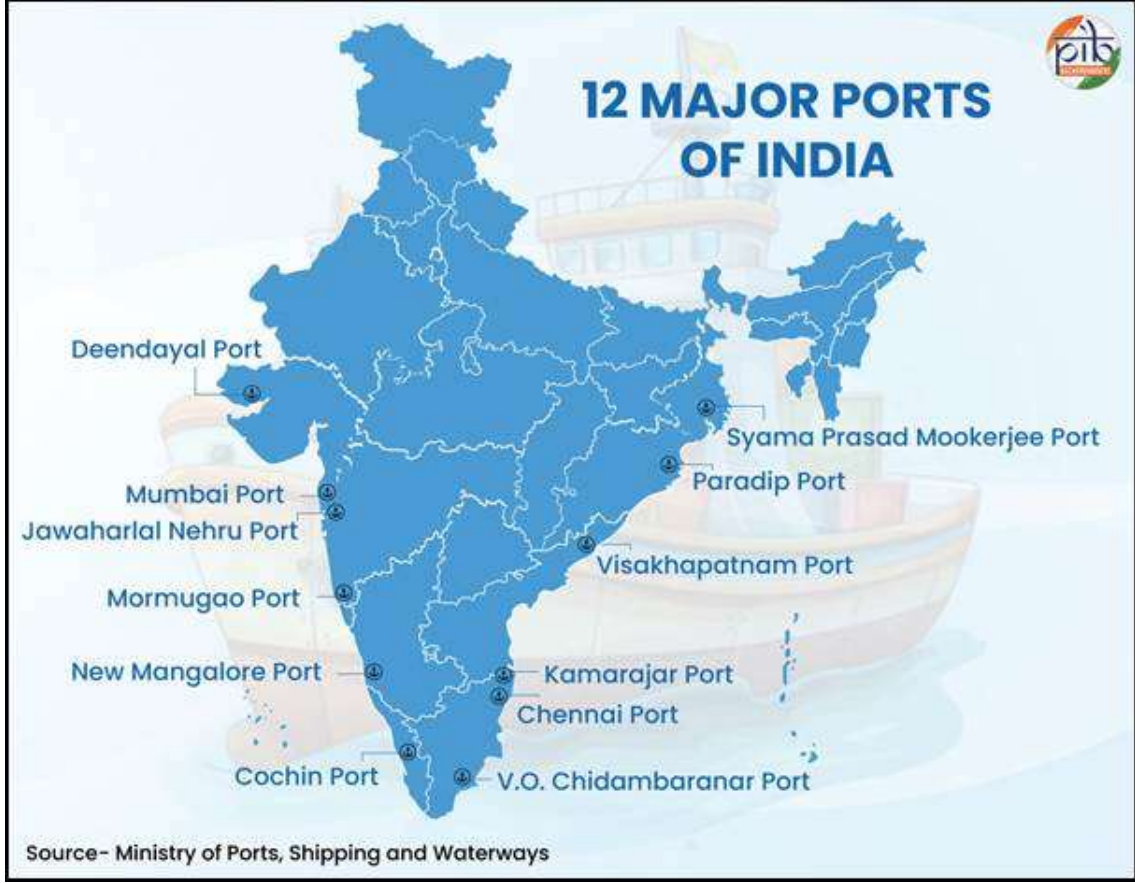 pib
12 MAJOR PORTS
OF INDIA
Deendayal Port
Syama Prasad Mookerjee Port
Mumbai Port
Paradip Port
Jawaharlal Nehru Port
Visakhapatnam Port
Mormugao Port
New Mangalore Port
Kamarajar Port
Chennai Port
Cochin Port
V.O. Chidambaranar Port
Source- Ministry of Ports, Shipping and Waterways